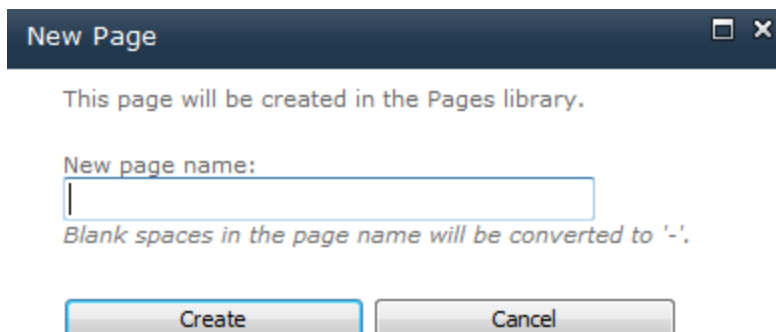 New Page
This page will be created in the Pages library.
New page name:
Blank spaces in the page name will be converted to '-'.
Create Cancel